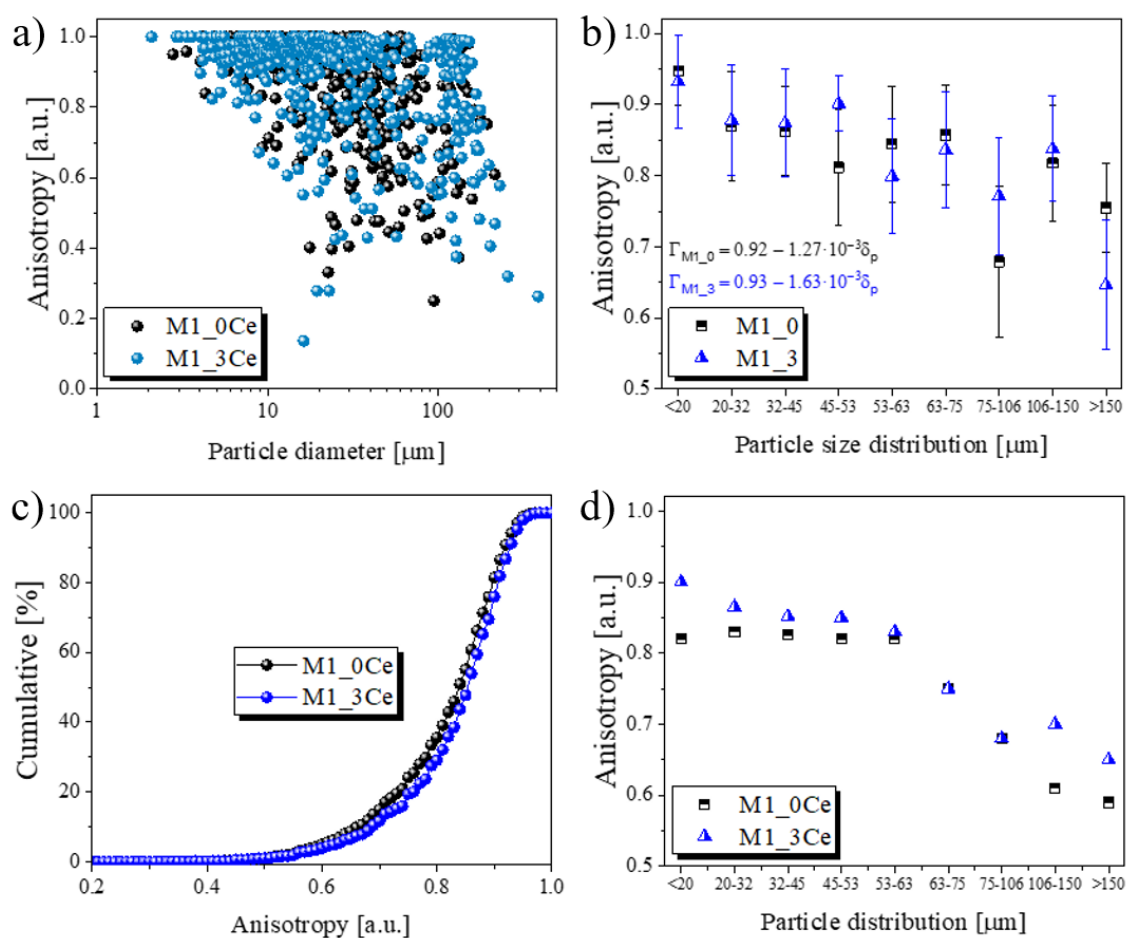 a)
1.0
0.8
0.6
0.4
0.2
0.0
Anisotropy [a.u.]
M1_0Ce
M1_3Ce
1 10 100
Particle diameter [μm]
b)
1.0
0.9
0.8
0.7
0.6
0.5
Anisotropy [a.u.]
Γ_M1_0 = 0.92 − 1.27·10⁻³δ_p
Γ_M1_3 = 0.93 − 1.63·10⁻³δ_p
M1_0
M1_3
<20 20-32 32-45 45-53 53-63 63-75 75-106 106-150 >150
Particle size distribution [μm]
c)
100
80
60
40
20
0
Cumulative [%]
M1_0Ce
M1_3Ce
0.2 0.4 0.6 0.8 1.0
Anisotropy [a.u.]
d)
1.0
0.9
0.8
0.7
0.6
0.5
Anisotropy [a.u.]
M1_0Ce
M1_3Ce
<20 20-32 32-45 45-53 53-63 63-75 75-106 106-150 >150
Particle distribution [μm]